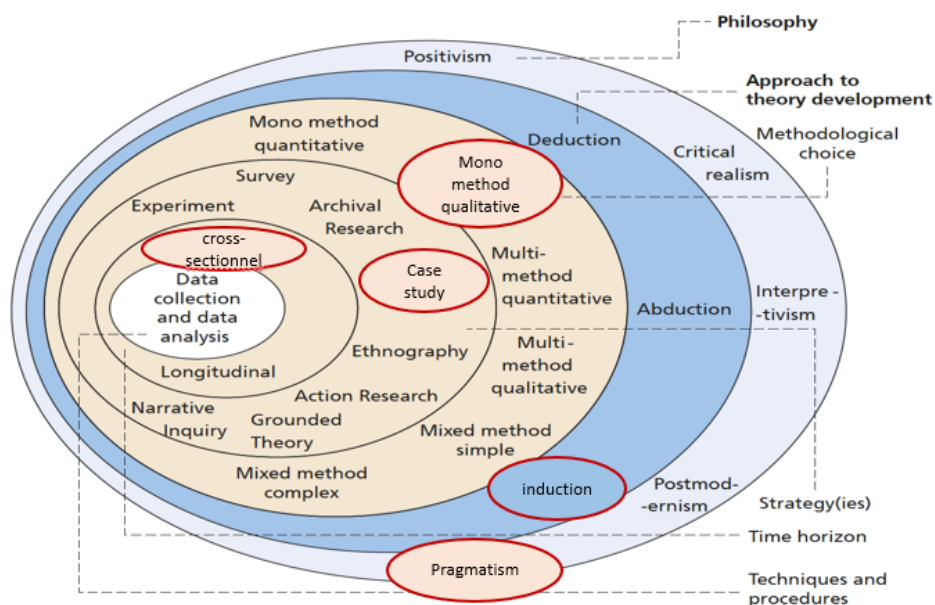 Philosophy
Positivism
Approach to
theory development
Mono method
quantitative
Deduction
Methodological
choice
Critical
realism
Mono
method
qualitative
Survey
Experiment
Archival
Research
cross-
sectionnel
Case
study
Multi-
method
quantitative
Data
collection
and data
analysis
Abduction
Interpre -
-tivism
Ethnography
Multi-
method
qualitative
Longitudinal
Action Research
Narrative
Inquiry
Grounded
Theory
Mixed method
simple
Mixed method
complex
induction
Postmod-
-ernism
Strategy(ies)
Time horizon
Pragmatism
Techniques and
procedures